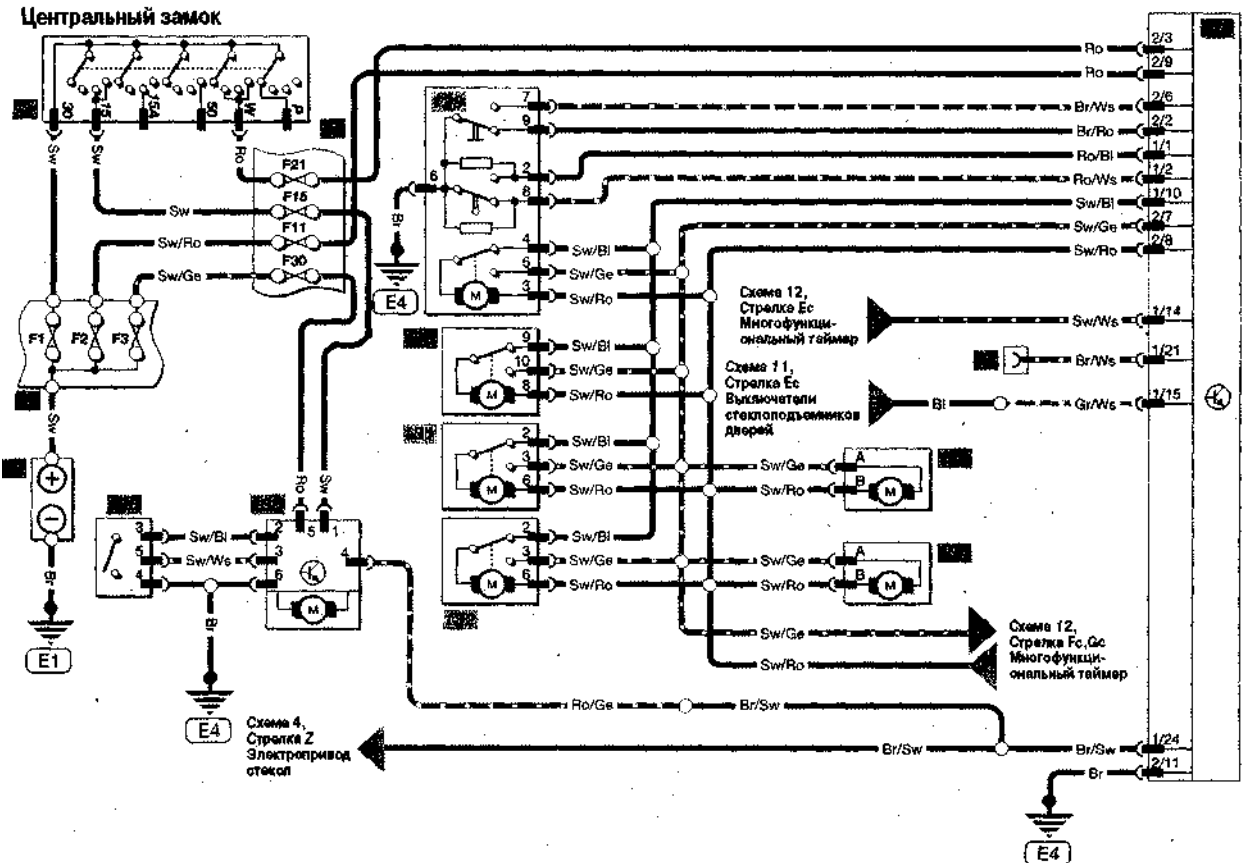 Центральный замок
30
15
15A
50
W
P
Sw
Sw
Ro
F21
F15
F11
F30
Sw
Sw/Ro
Sw/Ge
F1
F2
F3
Sw
+
−
Br
E1
3
5
4
Sw/Bl
Sw/Ws
2
3
6
Br
E4
Ro
Sw
5
1
4
M
6
Br
E4
7
9
2
8
4
5
3
M
Sw/Bl
Sw/Ge
Sw/Ro
9
10
8
M
Sw/Bl
Sw/Ge
Sw/Ro
2
3
6
M
Sw/Bl
Sw/Ge
Sw/Ro
Sw/Ge
Sw/Ro
A
B
M
2
3
6
M
Sw/Bl
Sw/Ge
Sw/Ro
Sw/Ge
Sw/Ro
A
B
M
Ro
2/3
Ro
2/9
Br/Ws
2/6
Br/Ro
2/2
Ro/Bl
1/1
Ro/Ws
1/2
Sw/Bl
1/10
Sw/Ge
2/7
Sw/Ro
2/8
Схема 12,
Стрелка Ec
Многофункци-
ональный таймер
Sw/Ws
1/14
Br/Ws
1/21
Схема 11,
Стрелка Ec
Выключатели
стеклоподъемников
дверей
Bl
Gr/Ws
1/15
Sw/Ge
Sw/Ro
Схема 12,
Стрелка Fc,Gc
Многофункци-
ональный таймер
Ro/Ge
Br/Sw
Схема 4,
Стрелка Z
Электропривод
стекол
Br/Sw
Br/Sw
1/24
Br
2/11
E4